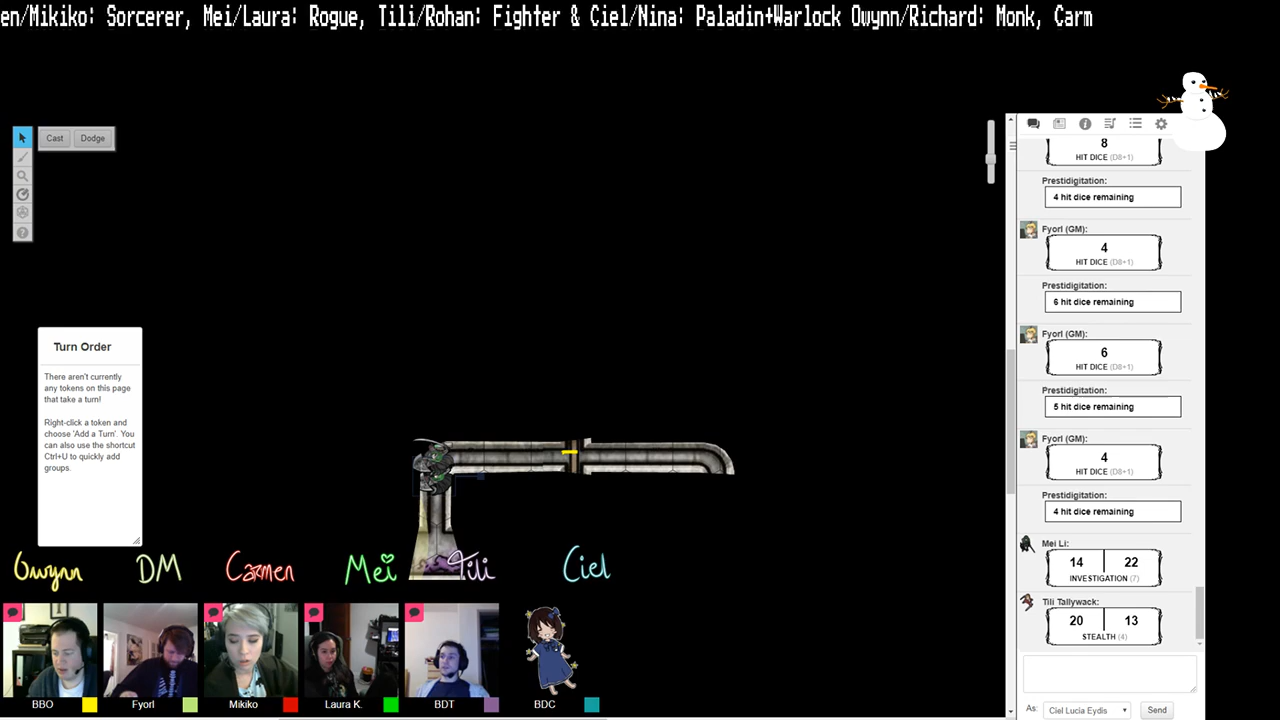 en/Mikiko: Sorcerer, Mei/Laura: Rogue, Tili/Rohan: Fighter & Ciel/Nina: Paladin+Warlock Owynn/Richard: Monk, Carm
Cast Dodge
Turn Order
There aren't currently
any tokens on this page
that take a turn!
Right-click a token and
choose 'Add a Turn'. You
can also use the shortcut
Ctrl+U to quickly add
groups.
8
HIT DICE (D8+1)
Prestidigitation:
4 hit dice remaining
Fyorl (GM):
4
HIT DICE (D8+1)
Prestidigitation:
6 hit dice remaining
Fyorl (GM):
6
HIT DICE (D8+1)
Prestidigitation:
5 hit dice remaining
Fyorl (GM):
4
HIT DICE (D8+1)
Prestidigitation:
4 hit dice remaining
Mei Li:
14 22
INVESTIGATION (7)
Tili Tallywack:
20 13
STEALTH (4)
As: Ciel Lucia Eydis Send
Owynn DM Carmen Mei Tili Ciel
BBO Fyorl Mikiko Laura K. BDT BDC